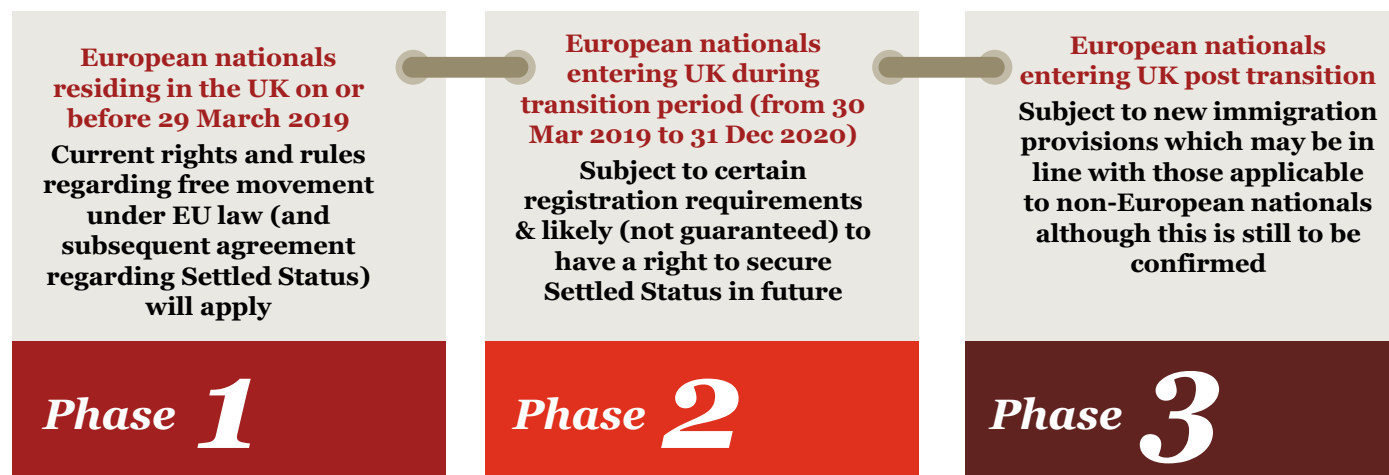 European nationals
residing in the UK on or
before 29 March 2019
Current rights and rules
regarding free movement
under EU law (and
subsequent agreement
regarding Settled Status)
will apply
Phase 1
European nationals
entering UK during
transition period (from 30
Mar 2019 to 31 Dec 2020)
Subject to certain
registration requirements
& likely (not guaranteed) to
have a right to secure
Settled Status in future
Phase 2
European nationals
entering UK post transition
Subject to new immigration
provisions which may be in
line with those applicable
to non-European nationals
although this is still to be
confirmed
Phase 3